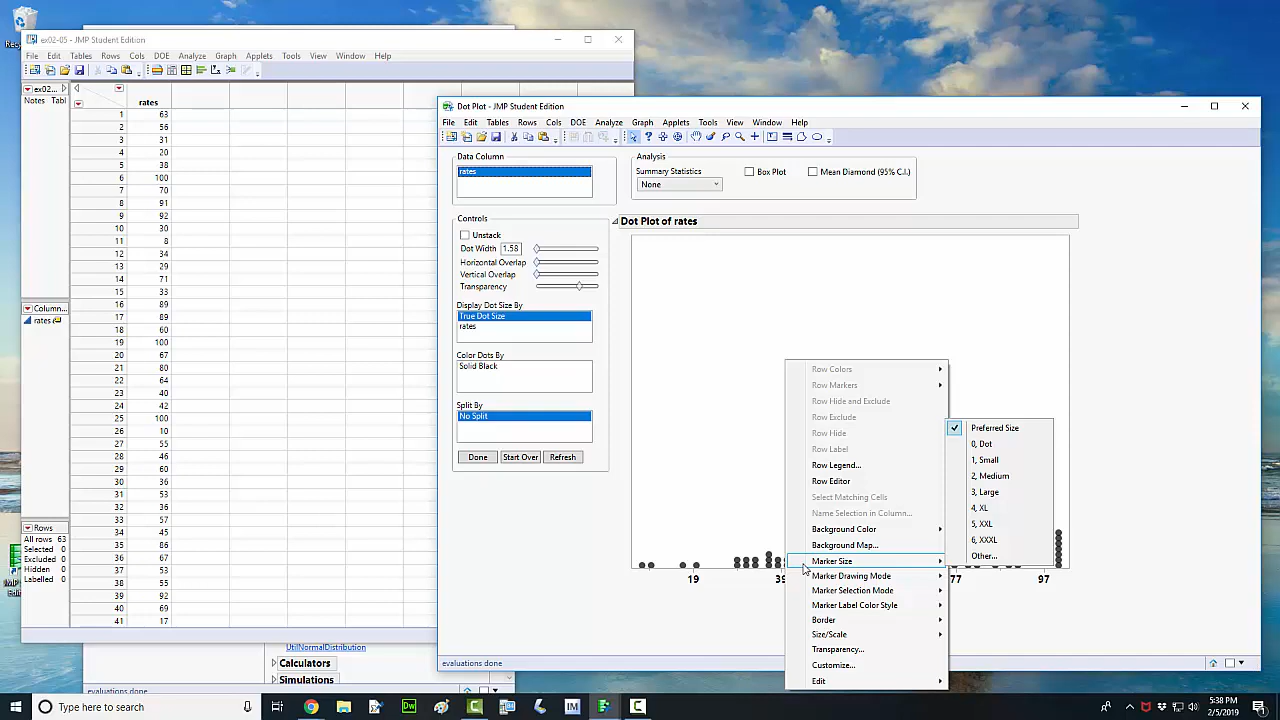 ex02-05 - JMP Student Edition
File Edit Tables Rows Cols DOE Analyze Graph Applets Tools View Window Help
ex02...
Notes Tabl
rates
1 63
2 56
3 31
4 20
5 38
6 100
7 70
8 91
9 92
10 30
11 8
12 34
13 29
14 71
15 33
16 89
17 89
18 60
19 100
20 67
21 80
22 64
23 40
24 42
25 100
26 10
27 55
28 46
29 60
30 61
31 53
32 36
33 57
34 45
35 86
36 67
37 53
38 55
39 92
40 69
41 17
Column...
rates
Rows
All rows 63
Selected 0
Excluded 0
Hidden 0
Labelled 0
UtilNormalDistribution
Calculators
Simulations
evaluations done
Dot Plot - JMP Student Edition
File Edit Tables Rows Cols DOE Analyze Graph Applets Tools View Window Help
Data Column
rates
Analysis
Summary Statistics
None
Box Plot
Mean Diamond (95% C.I.)
Controls
Unstack
Dot Width 1.58
Horizontal Overlap
Vertical Overlap
Transparency
Display Dot Size By
True Dot Size
rates
Color Dots By
Solid Black
Split By
No Split
Done Start Over Refresh
Dot Plot of rates
19 39 77 97
Row Colors
Row Markers
Row Hide and Exclude
Row Exclude
Row Hide
Row Label
Row Legend...
Row Editor
Select Matching Cells
Name Selection in Column...
Background Color
Background Map...
Marker Size
Marker Drawing Mode
Marker Selection Mode
Marker Label Color Style
Border
Size/Scale
Transparency...
Customize...
Edit
Preferred Size
0, Dot
1, Small
2, Medium
3, Large
4, XL
5, XXL
6, XXXL
Other...
evaluations done
Type here to search
Dw
IM
5:38 PM
2/5/2019